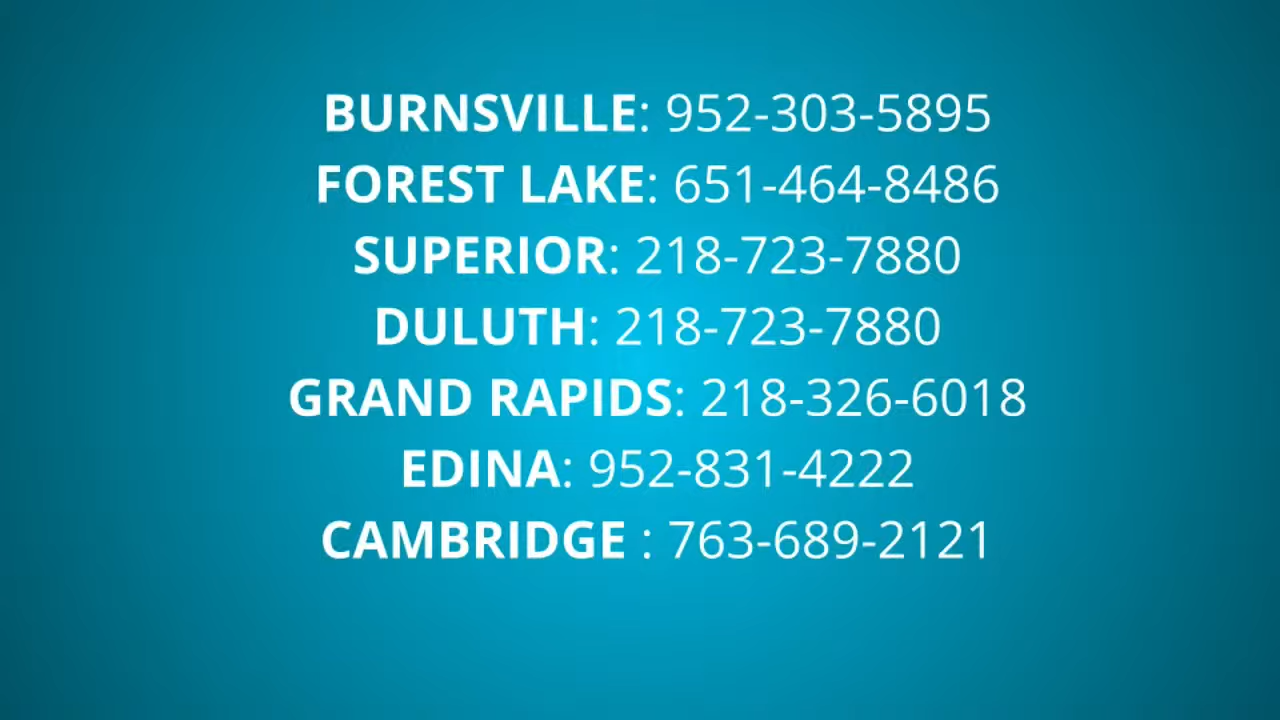 BURNSVILLE: 952-303-5895
FOREST LAKE: 651-464-8486
SUPERIOR: 218-723-7880
DULUTH: 218-723-7880
GRAND RAPIDS: 218-326-6018
EDINA: 952-831-4222
CAMBRIDGE : 763-689-2121